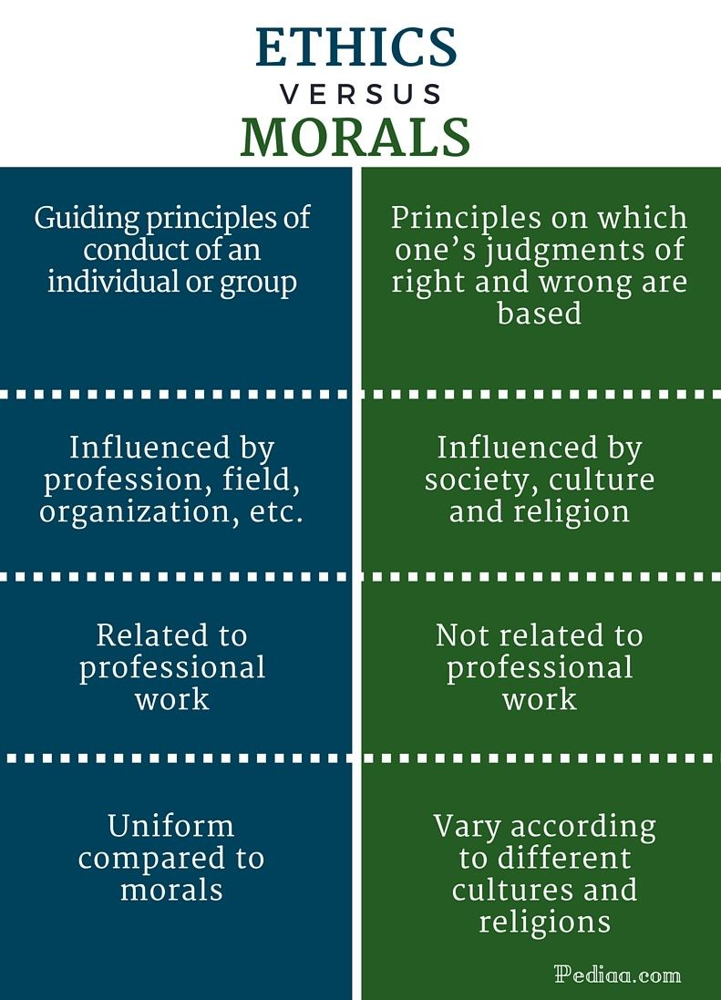 ETHICS
VERSUS
MORALS
Guiding principles of
conduct of an
individual or group
Principles on which
one’s judgments of
right and wrong are
based
Influenced by
profession, field,
organization, etc.
Influenced by
society, culture
and religion
Related to
professional
work
Not related to
professional
work
Uniform
compared to
morals
Vary according
to different
cultures and
religions
Pediaa.com